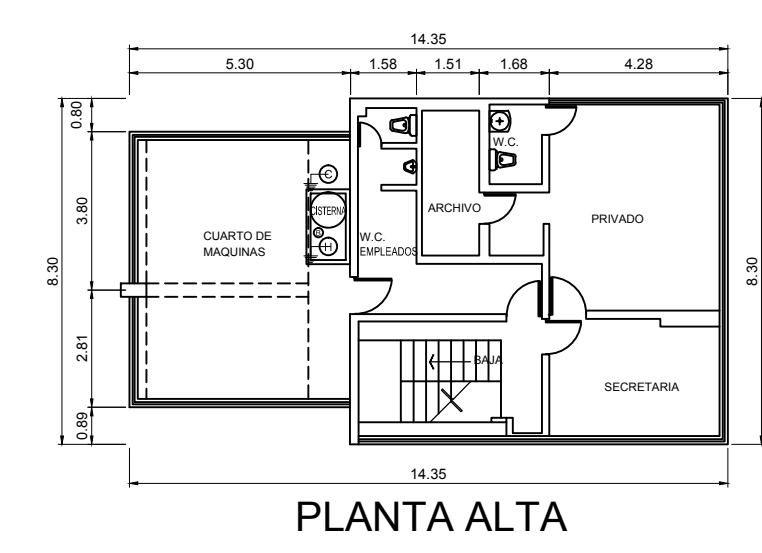 14.35
5.30 1.58 1.51 1.68 4.28
0.80
3.80
8.30
2.81
0.89
8.30
C
CISTERNA
B
H
CUARTO DE
MAQUINAS
W.C.
EMPLEADOS
ARCHIVO
W.C.
PRIVADO
BAJA
SECRETARIA
14.35
PLANTA ALTA